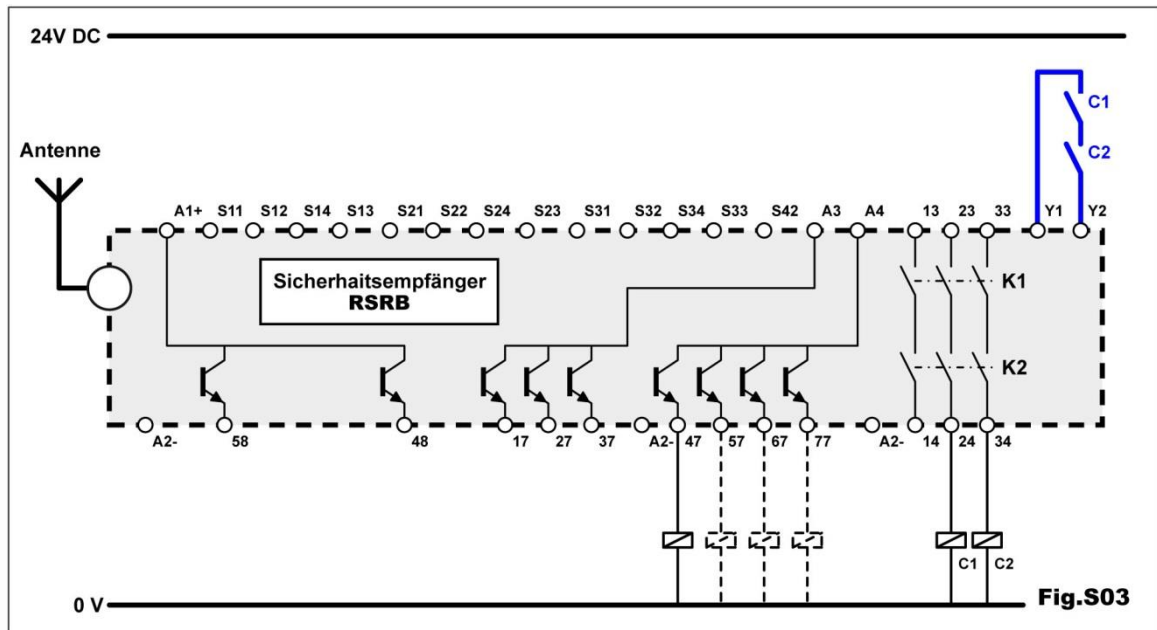 24V DC
C1
C2
Antenne
A1+ S11 S12 S14 S13 S21 S22 S24 S23 S31 S32 S34 S33 S42 A3 A4 13 23 33 Y1 Y2
Sicherhaitsempfänger
RSRB
K1
K2
A2- 58 48 17 27 37 A2- 47 57 67 77 A2- 14 24 34
C1 C2
0 V
Fig.S03